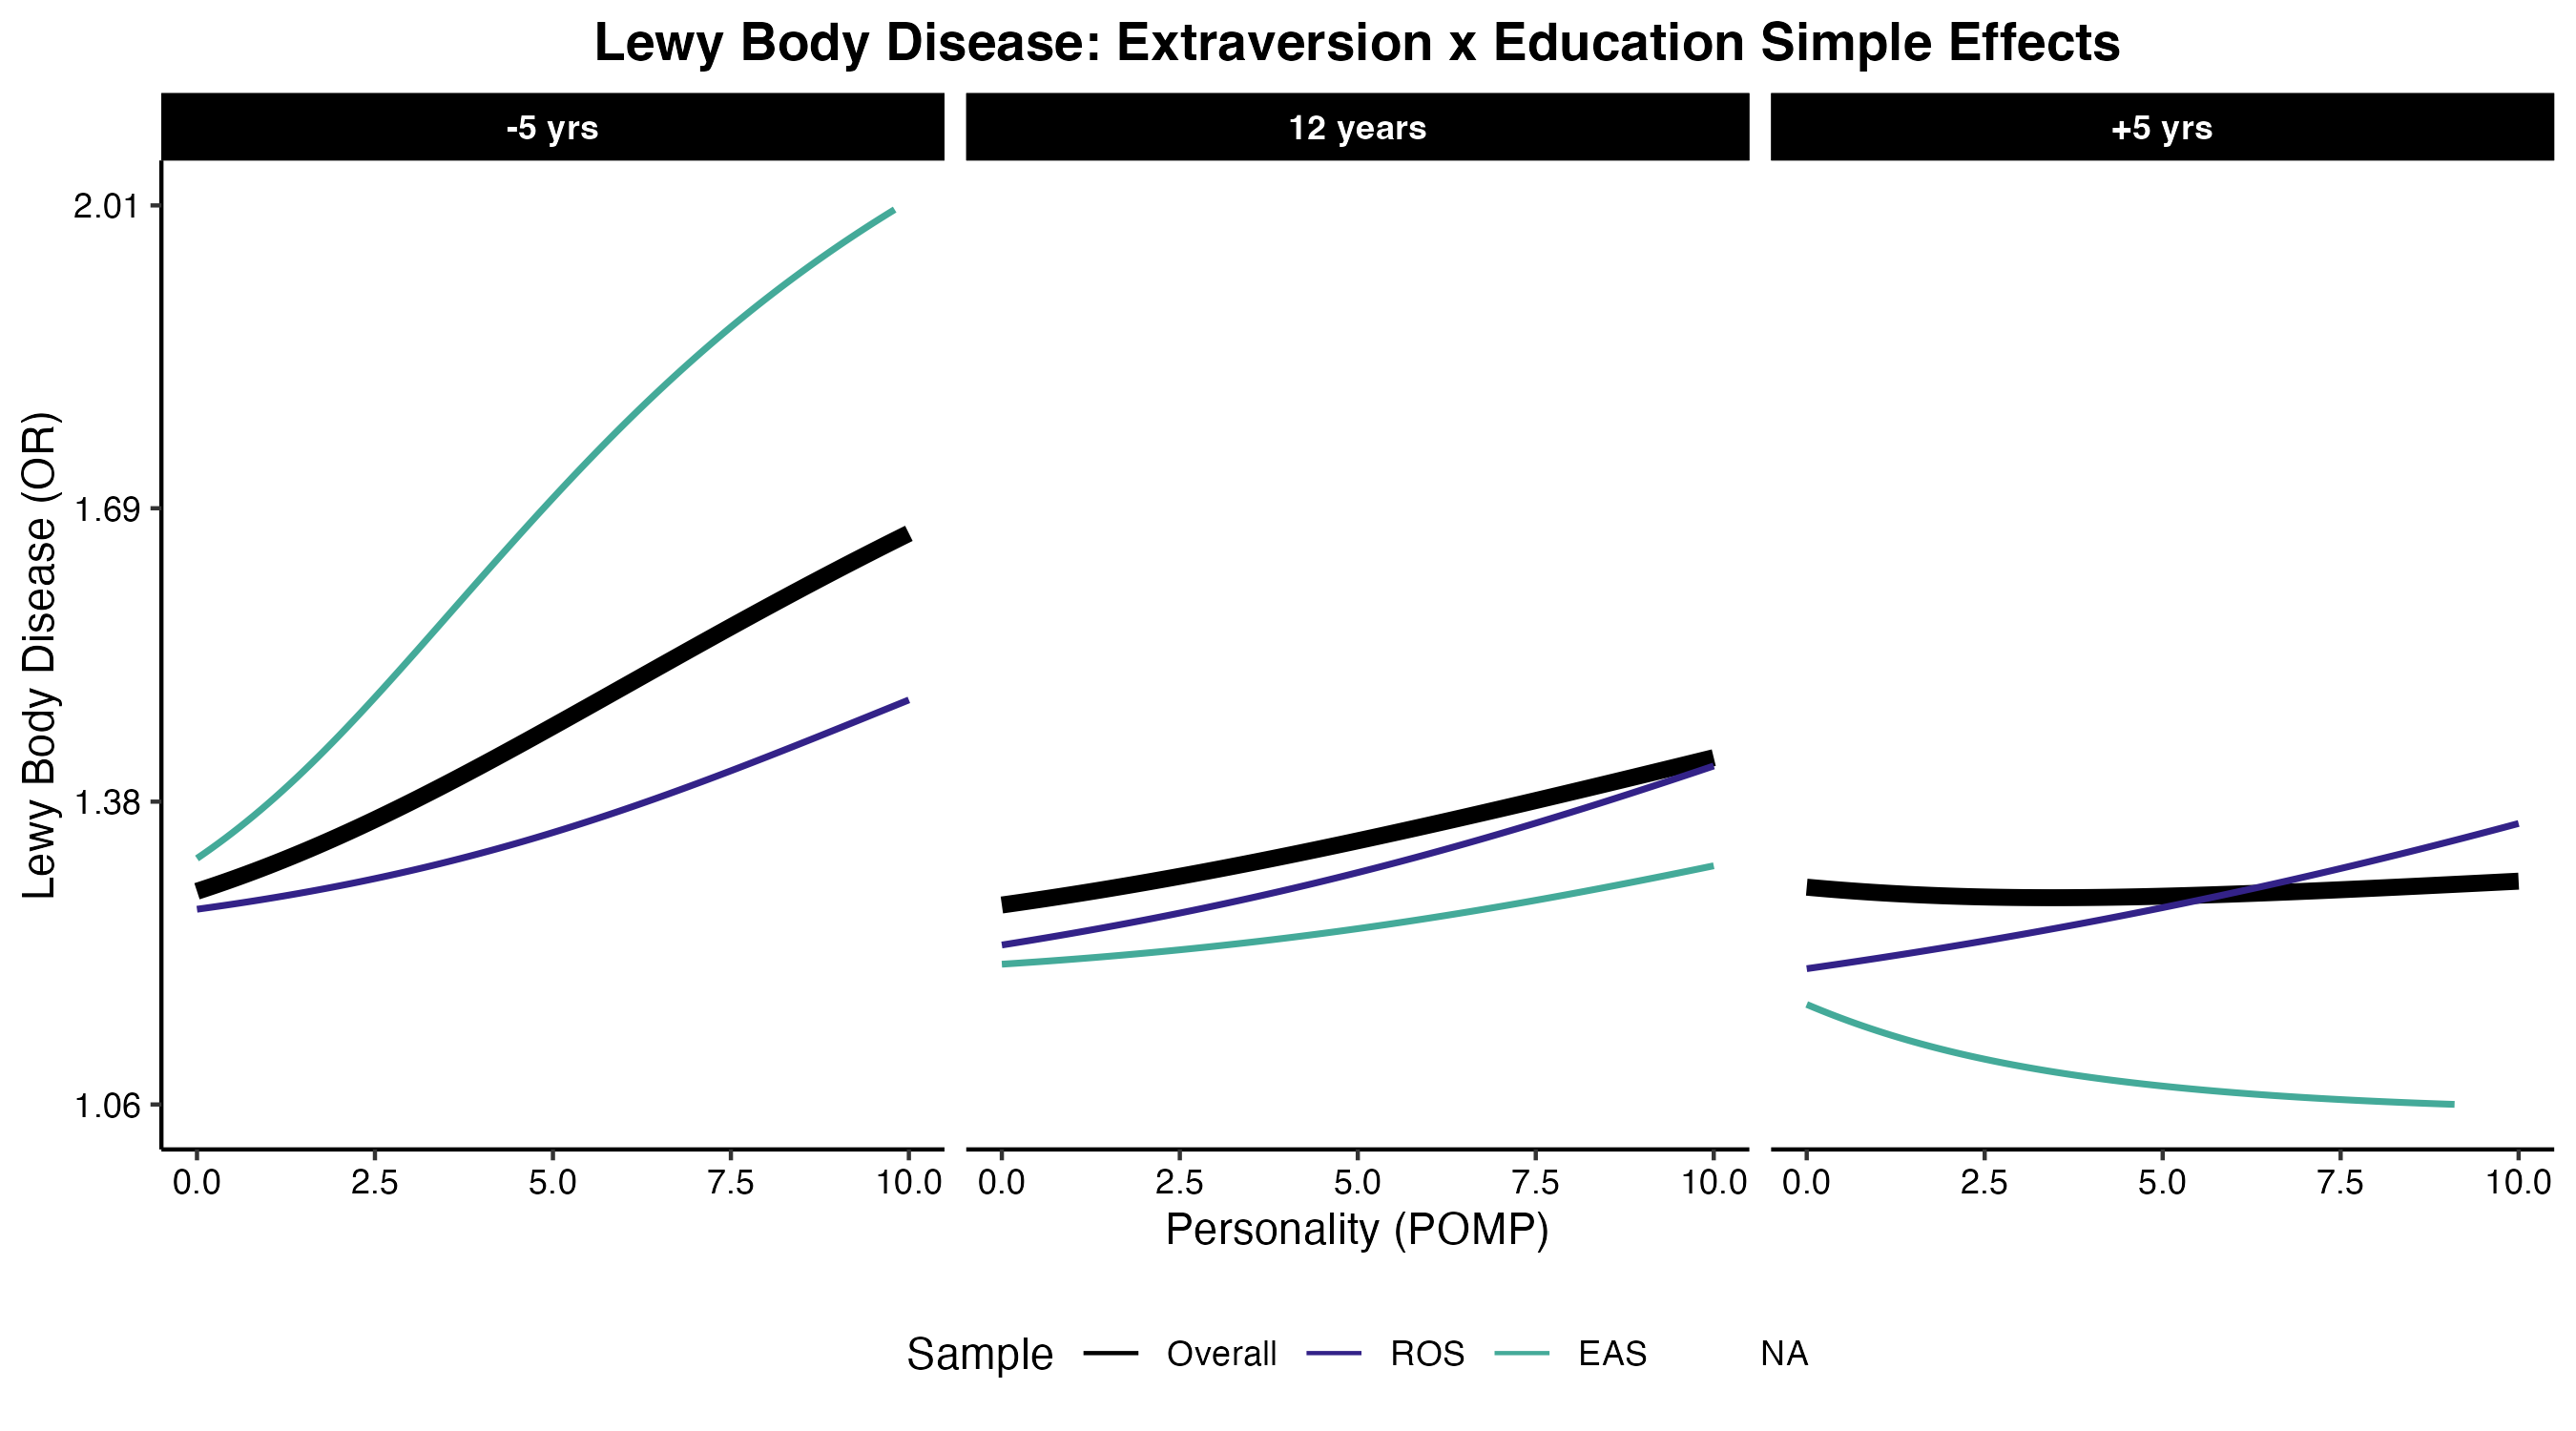 Lewy Body Disease: Extraversion x Education Simple Effects
-5 yrs
12 years
+5 yrs
Lewy Body Disease (OR)
2.01
1.69
1.38
1.06
0.0 2.5 5.0 7.5 10.0
0.0 2.5 5.0 7.5 10.0
0.0 2.5 5.0 7.5 10.0
Personality (POMP)
Sample Overall ROS EAS NA